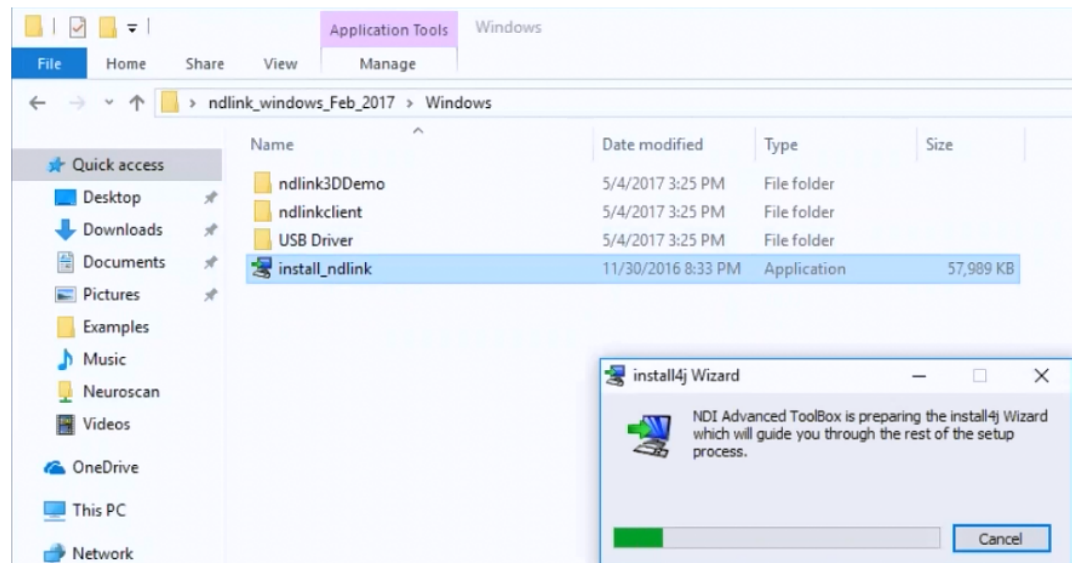 Application Tools Windows
File Home Share View Manage
ndlink_windows_Feb_2017 > Windows
Name Date modified Type Size
Quick access
Desktop
Downloads
Documents
Pictures
Examples
Music
Neuroscan
Videos
OneDrive
This PC
Network
ndlink3DDemo 5/4/2017 3:25 PM File folder
ndlinkclient 5/4/2017 3:25 PM File folder
USB Driver 5/4/2017 3:25 PM File folder
install_ndlink 11/30/2016 8:33 PM Application 57,989 KB
install4j Wizard
NDI Advanced ToolBox is preparing the install4j Wizard
which will guide you through the rest of the setup
process.
Cancel